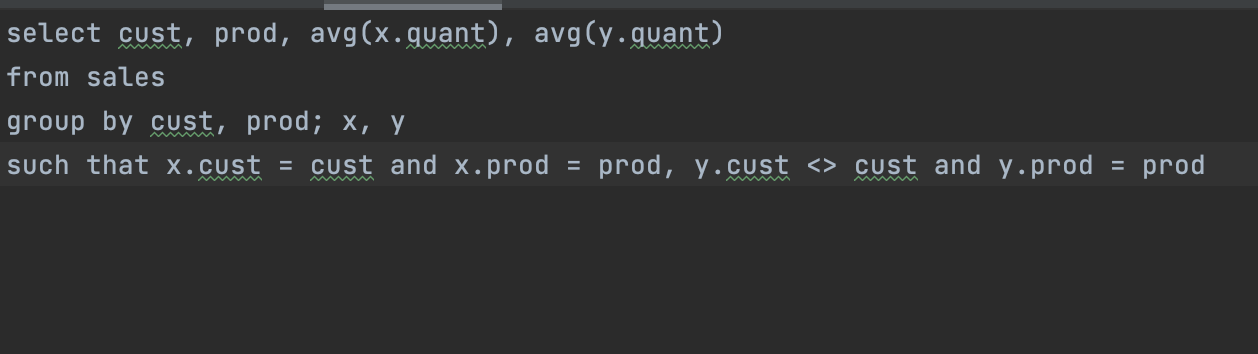 select cust, prod, avg(x.quant), avg(y.quant)
from sales
group by cust, prod; x, y
such that x.cust = cust and x.prod = prod, y.cust <> cust and y.prod = prod